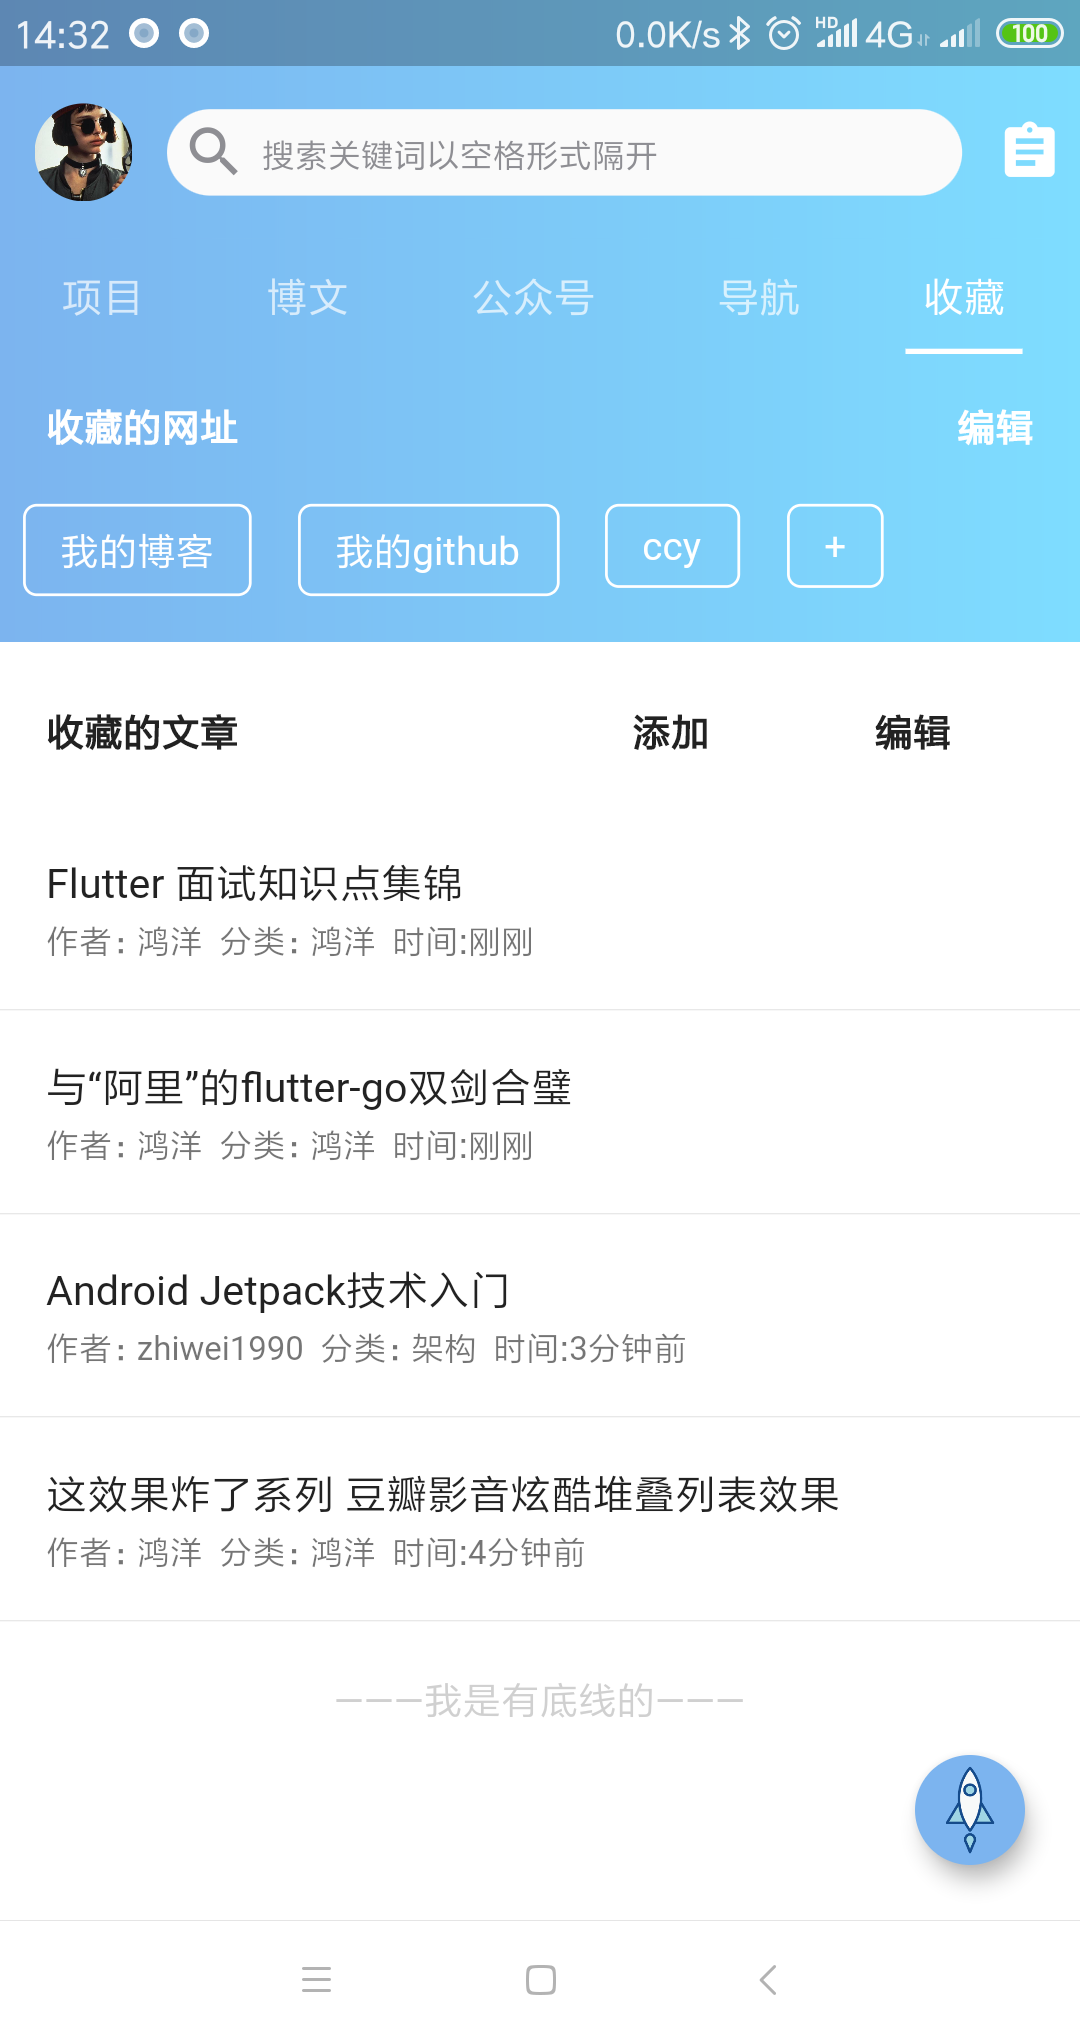 14:32 0.0K/s HD 4G 100
搜索关键词以空格形式隔开
项目 博文 公众号 导航 收藏
收藏的网址 编辑
我的博客 我的github ccy +
收藏的文章 添加 编辑
Flutter 面试知识点集锦
作者: 鸿洋 分类: 鸿洋 时间:刚刚
与“阿里”的flutter-go双剑合璧
作者: 鸿洋 分类: 鸿洋 时间:刚刚
Android Jetpack技术入门
作者: zhiwei1990 分类: 架构 时间:3分钟前
这效果炸了系列 豆瓣影音炫酷堆叠列表效果
作者: 鸿洋 分类: 鸿洋 时间:4分钟前
———我是有底线的———